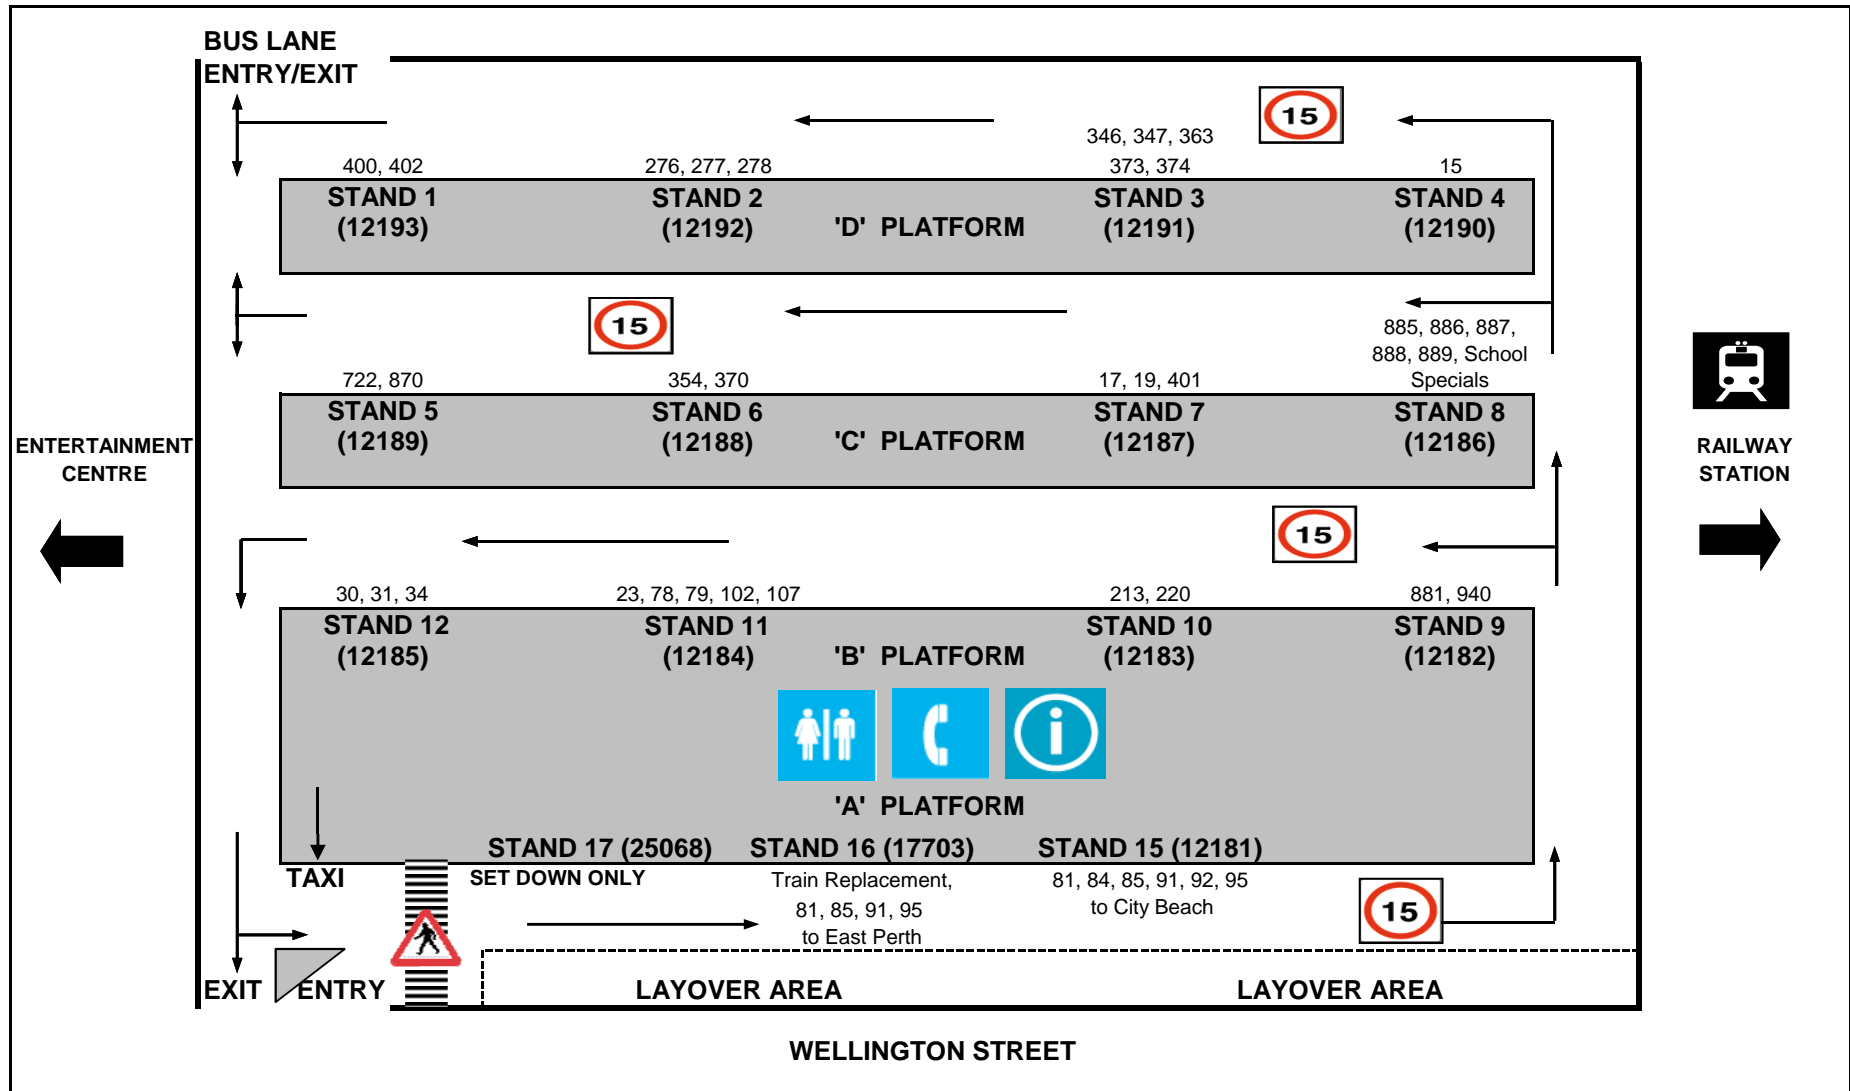 BUS LANE
ENTRY/EXIT
15
346, 347, 363
400, 402
276, 277, 278
373, 374
15
STAND 1
(12193)
STAND 2
(12192)
'D' PLATFORM
STAND 3
(12191)
STAND 4
(12190)
15
885, 886, 887,
888, 889, School
Specials
722, 870
354, 370
17, 19, 401
STAND 5
(12189)
STAND 6
(12188)
'C' PLATFORM
STAND 7
(12187)
STAND 8
(12186)
ENTERTAINMENT
CENTRE
RAILWAY
STATION
15
30, 31, 34
23, 78, 79, 102, 107
213, 220
881, 940
STAND 12
(12185)
STAND 11
(12184)
'B' PLATFORM
STAND 10
(12183)
STAND 9
(12182)
i
'A' PLATFORM
STAND 17 (25068)
STAND 16 (17703)
STAND 15 (12181)
TAXI
SET DOWN ONLY
Train Replacement,
81, 85, 91, 95
to East Perth
81, 84, 85, 91, 92, 95
to City Beach
15
EXIT
ENTRY
LAYOVER AREA
LAYOVER AREA
WELLINGTON STREET